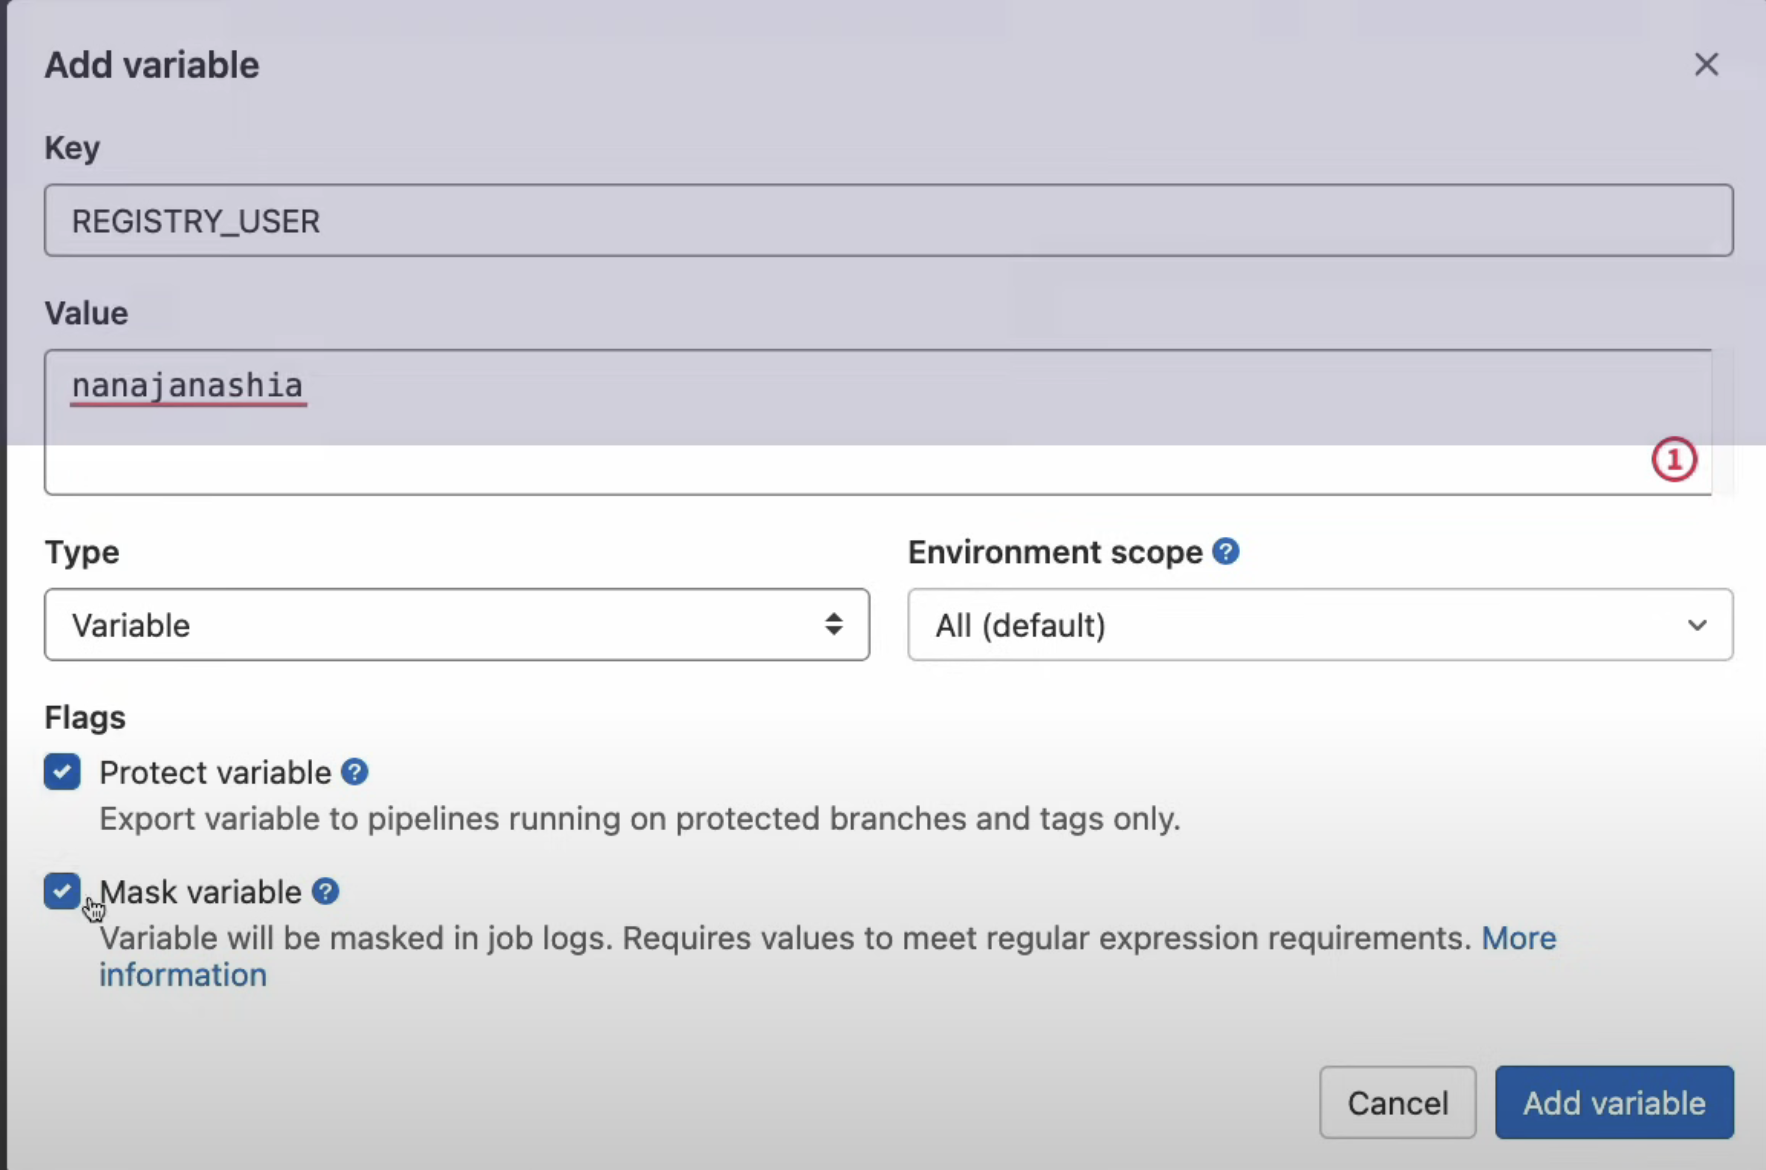 Add variable
Key
REGISTRY_USER
Value
nanajanashia
1
Type
Environment scope ?
Variable
All (default)
Flags
Protect variable ?
Export variable to pipelines running on protected branches and tags only.
Mask variable ?
Variable will be masked in job logs. Requires values to meet regular expression requirements. More
information
Cancel
Add variable